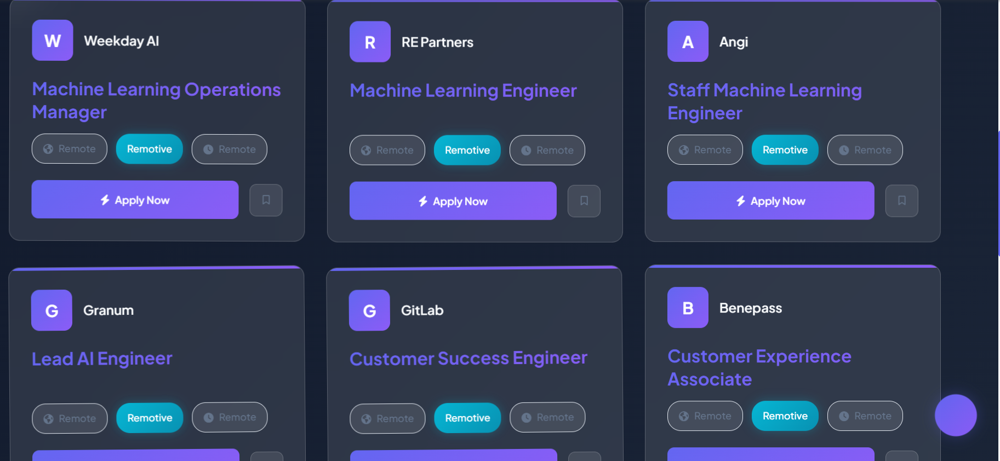 W Weekday AI
Machine Learning Operations
Manager
Remote Remotive Remote
Apply Now
R RE Partners
Machine Learning Engineer
Remote Remotive Remote
Apply Now
A Angi
Staff Machine Learning
Engineer
Remote Remotive Remote
Apply Now
G Granum
Lead AI Engineer
Remote Remotive Remote
G GitLab
Customer Success Engineer
Remote Remotive Remote
B Benepass
Customer Experience
Associate
Remote Remotive Remote